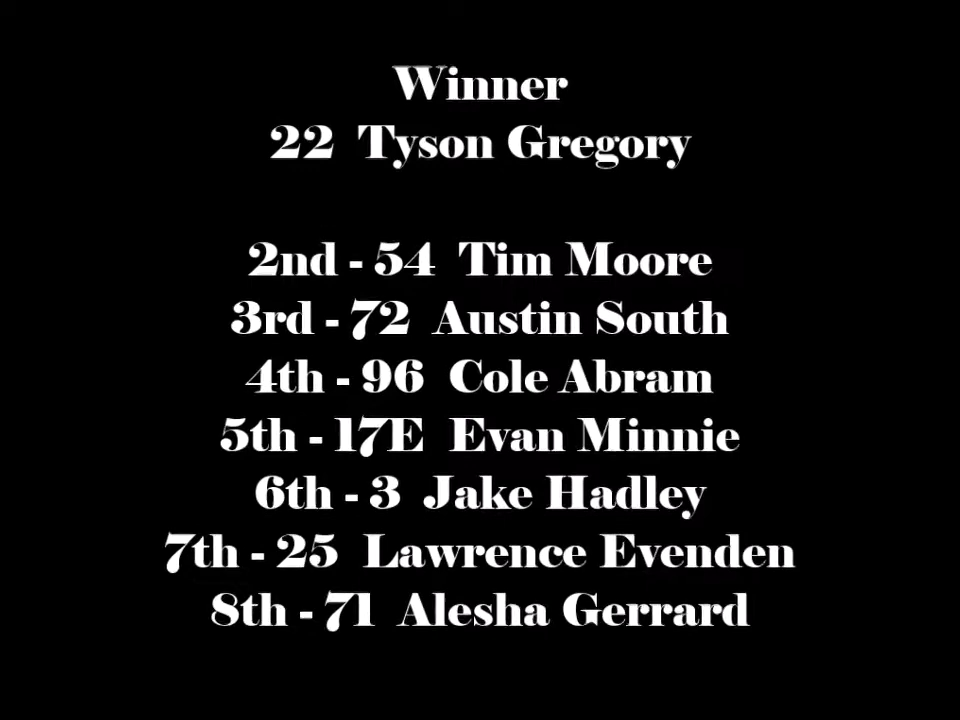 Winner
22 Tyson Gregory
2nd - 54 Tim Moore
3rd - 72 Austin South
4th - 96 Cole Abram
5th - 17E Evan Minnie
6th - 3 Jake Hadley
7th - 25 Lawrence Evenden
8th - 71 Alesha Gerrard